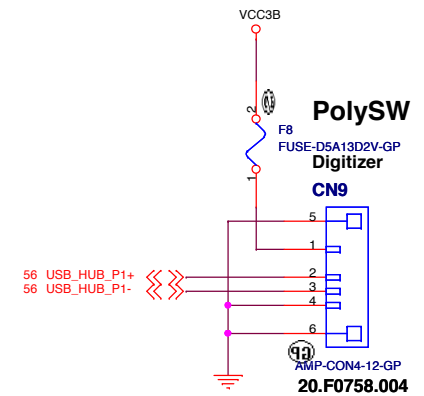 VCC3B
2
PolySW
F8
FUSE-D5A13D2V-GP
Digitizer
1
CN9
5
1
56 USB_HUB_P1+
2
56 USB_HUB_P1-
3
4
6
AMP-CON4-12-GP
20.F0758.004